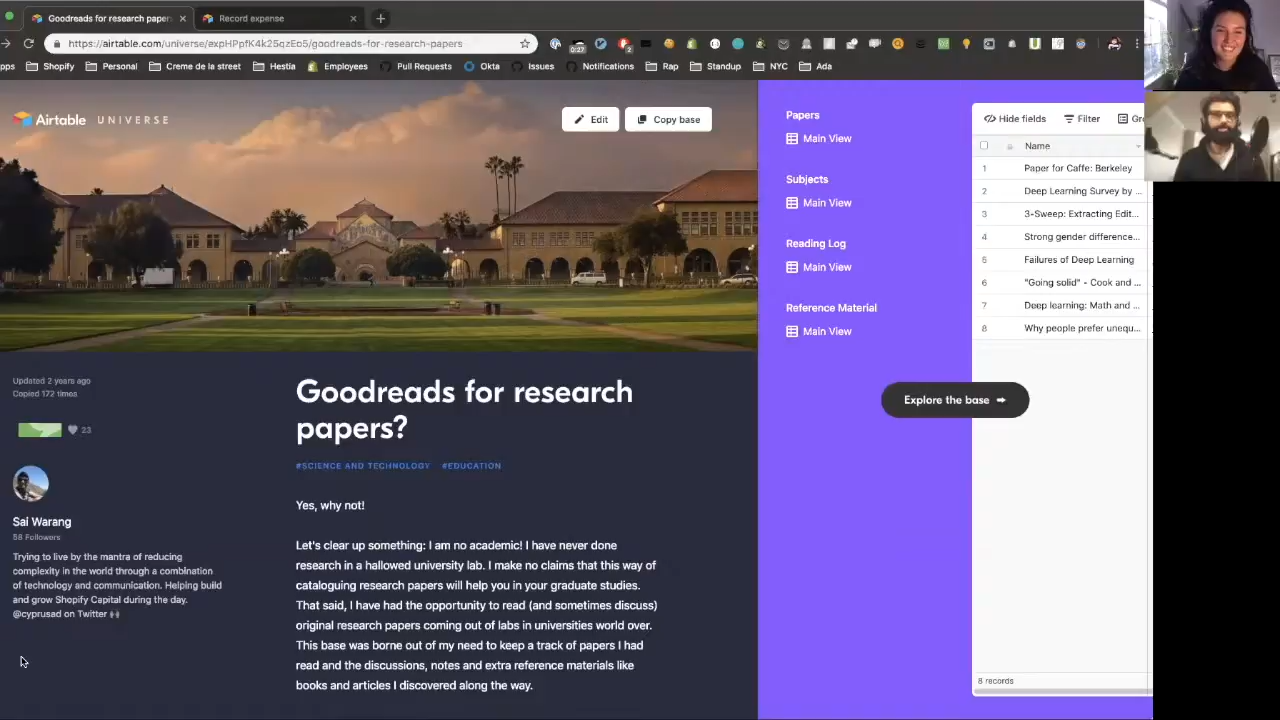 Goodreads for research paper
Record expense
https://airtable.com/universe/expHPpfK4k25qzEo5/goodreads-for-research-papers
0:27
pps
Shopify
Personal
Creme de la street
Hestia
Employees
Pull Requests
Okta
Issues
Notifications
Rap
Standup
NYC
Ada
Airtable UNIVERSE
Edit
Copy base
Updated 2 years ago
Copied 172 times
23
Sai Warang
58 Followers
Trying to live by the mantra of reducing
complexity in the world through a combination
of technology and communication. Helping build
and grow Shopify Capital during the day.
@cyprusad on Twitter 🙌
Goodreads for research
papers?
#SCIENCE AND TECHNOLOGY #EDUCATION
Yes, why not!
Let's clear up something: I am no academic! I have never done
research in a hallowed university lab. I make no claims that this way of
cataloguing research papers will help you in your graduate studies.
That said, I have had the opportunity to read (and sometimes discuss)
original research papers coming out of labs in universities world over.
This base was borne out of my need to keep a track of papers I had
read and the discussions, notes and extra reference materials like
books and articles I discovered along the way.
Papers
Main View
Subjects
Main View
Reading Log
Main View
Reference Material
Main View
Explore the base ➡
Hide fields
Filter
Gro
Name
1 Paper for Caffe: Berkeley
2 Deep Learning Survey by ...
3 3-Sweep: Extracting Edit...
4 Strong gender difference...
5 Failures of Deep Learning
6 "Going solid" - Cook and ...
7 Deep learning: Math and ...
8 Why people prefer unequ...
8 records